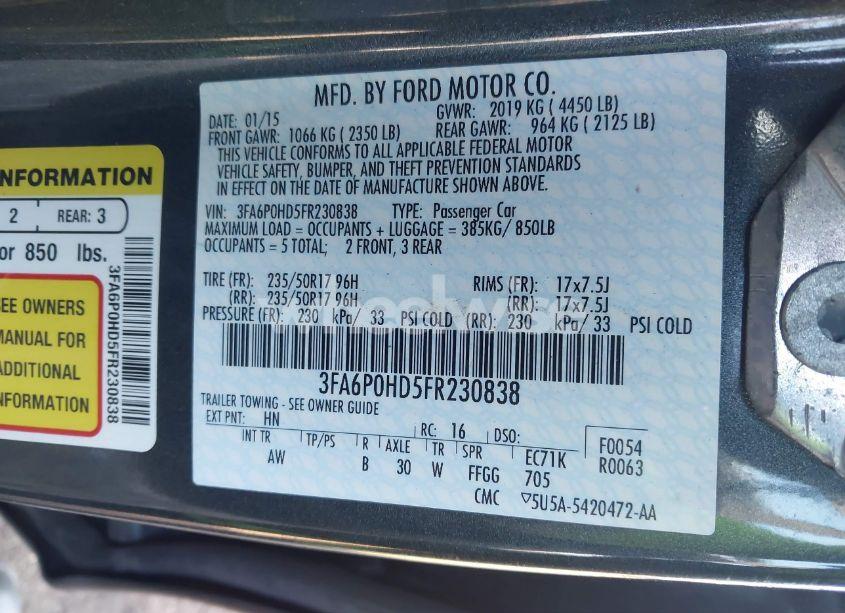 MFD. BY FORD MOTOR CO.
DATE: 01/15 GVWR: 2019 KG ( 4450 LB)
FRONT GAWR: 1066 KG ( 2350 LB) REAR GAWR: 964 KG ( 2125 LB)
THIS VEHICLE CONFORMS TO ALL APPLICABLE FEDERAL MOTOR
VEHICLE SAFETY, BUMPER, AND THEFT PREVENTION STANDARDS
IN EFFECT ON THE DATE OF MANUFACTURE SHOWN ABOVE.
VIN: 3FA6P0HD5FR230838 TYPE: Passenger Car
MAXIMUM LOAD = OCCUPANTS + LUGGAGE = 385KG/ 850LB
OCCUPANTS = 5 TOTAL; 2 FRONT, 3 REAR
TIRE (FR): 235/50R17 96H RIMS (FR): 17x7.5J
(RR): 235/50R17 96H (RR): 17x7.5J
PRESSURE (FR): 230 kPa/ 33 PSI COLD (RR): 230 kPa/ 33 PSI COLD
3FA6P0HD5FR230838
TRAILER TOWING - SEE OWNER GUIDE
EXT PNT: HN RC: 16 DSO: F0054
INT TR TP/PS R AXLE TR SPR EC71K R0063
AW B 30 W FFGG 705
CMC ▽5U5A-5420472-AA
INFORMATION
2 REAR: 3
or 850 lbs.
SEE OWNERS
MANUAL FOR
ADDITIONAL
INFORMATION
3FA6P0HD5FR230838